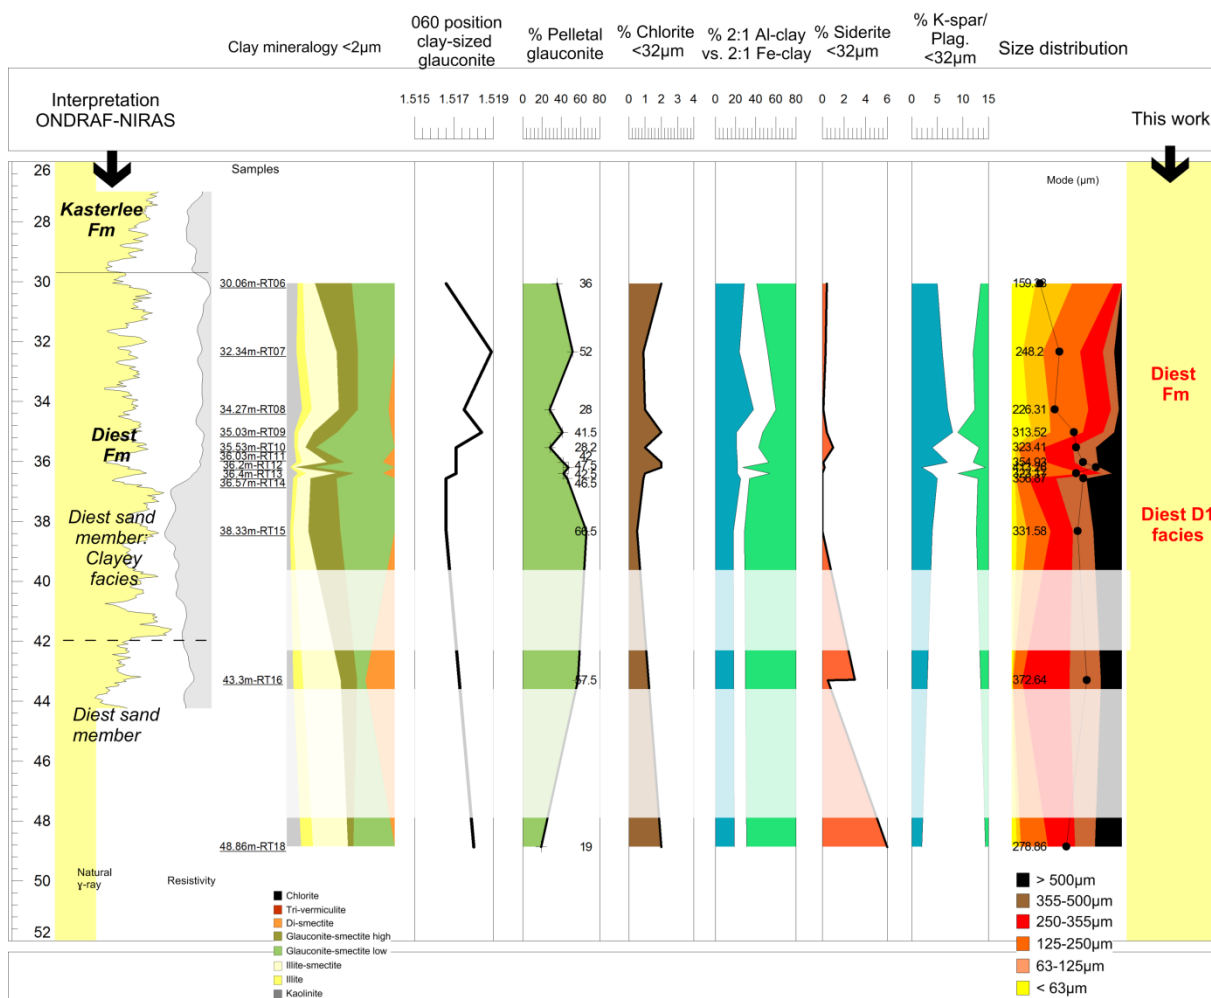 Clay mineralogy <2µm
060 position
clay-sized
glauconite
% Pelletal
glauconite
% Chlorite
<32µm
% 2:1 Al-clay
vs. 2:1 Fe-clay
% Siderite
<32µm
% K-spar/
Plag.
<32µm
Size distribution
Interpretation
ONDRAF-NIRAS
This work
1.515 1.517 1.519
0 20 40 60 80
0 1 2 3 4
0 20 40 60 80
0 2 4 6
0 5 10 15
Samples
Mode (µm)
26
28
30
32
34
36
38
40
42
44
46
48
50
52
Kasterlee
Fm
Diest
Fm
Diest sand
member:
Clayey
facies
Diest sand
member
Natural
γ-ray
Resistivity
30.06m-RT06
32.34m-RT07
34.27m-RT08
35.03m-RT09
35.53m-RT10
36.03m-RT11
36.2m-RT12
36.4m-RT13
36.57m-RT14
38.33m-RT15
43.3m-RT16
48.86m-RT18
36
52
28
41.5
28.2
42
47.5
42.5
46.5
66.5
57.5
19
159.33
248.2
226.31
313.52
323.41
354.93
358.87
331.58
372.64
278.86
Diest
Fm
Diest D1
facies
Chlorite
Tri-vermiculite
Di-smectite
Glauconite-smectite high
Glauconite-smectite low
Illite-smectite
Illite
Kaolinite
> 500µm
355-500µm
250-355µm
125-250µm
63-125µm
< 63µm